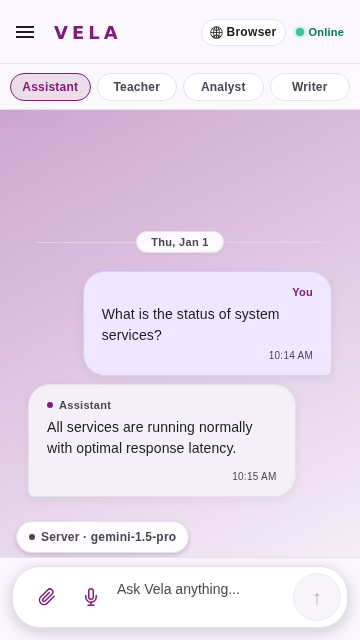 VELA
Browser
Online
Assistant
Teacher
Analyst
Writer
Thu, Jan 1
You
What is the status of system
services?
10:14 AM
Assistant
All services are running normally
with optimal response latency.
10:15 AM
Server · gemini-1.5-pro
Ask Vela anything...